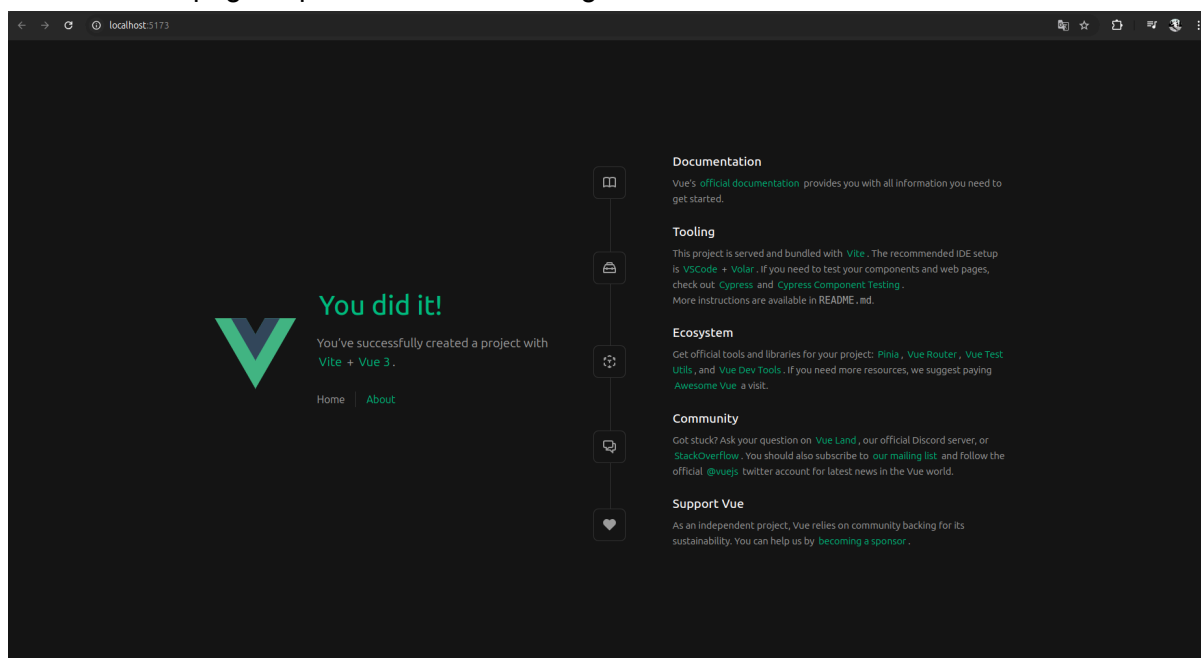 localhost:5173
You did it!
You've successfully created a project with
Vite + Vue 3.
Home
About
Documentation
Vue's official documentation provides you with all information you need to
get started.
Tooling
This project is served and bundled with Vite. The recommended IDE setup
is VSCode + Volar. If you need to test your components and web pages,
check out Cypress and Cypress Component Testing.
More instructions are available in README.md.
Ecosystem
Get official tools and libraries for your project: Pinia, Vue Router, Vue Test
Utils, and Vue Dev Tools. If you need more resources, we suggest paying
Awesome Vue a visit.
Community
Got stuck? Ask your question on Vue Land, our official Discord server, or
StackOverflow. You should also subscribe to our mailing list and follow the
official @vuejs twitter account for latest news in the Vue world.
Support Vue
As an independent project, Vue relies on community backing for its
sustainability. You can help us by becoming a sponsor.